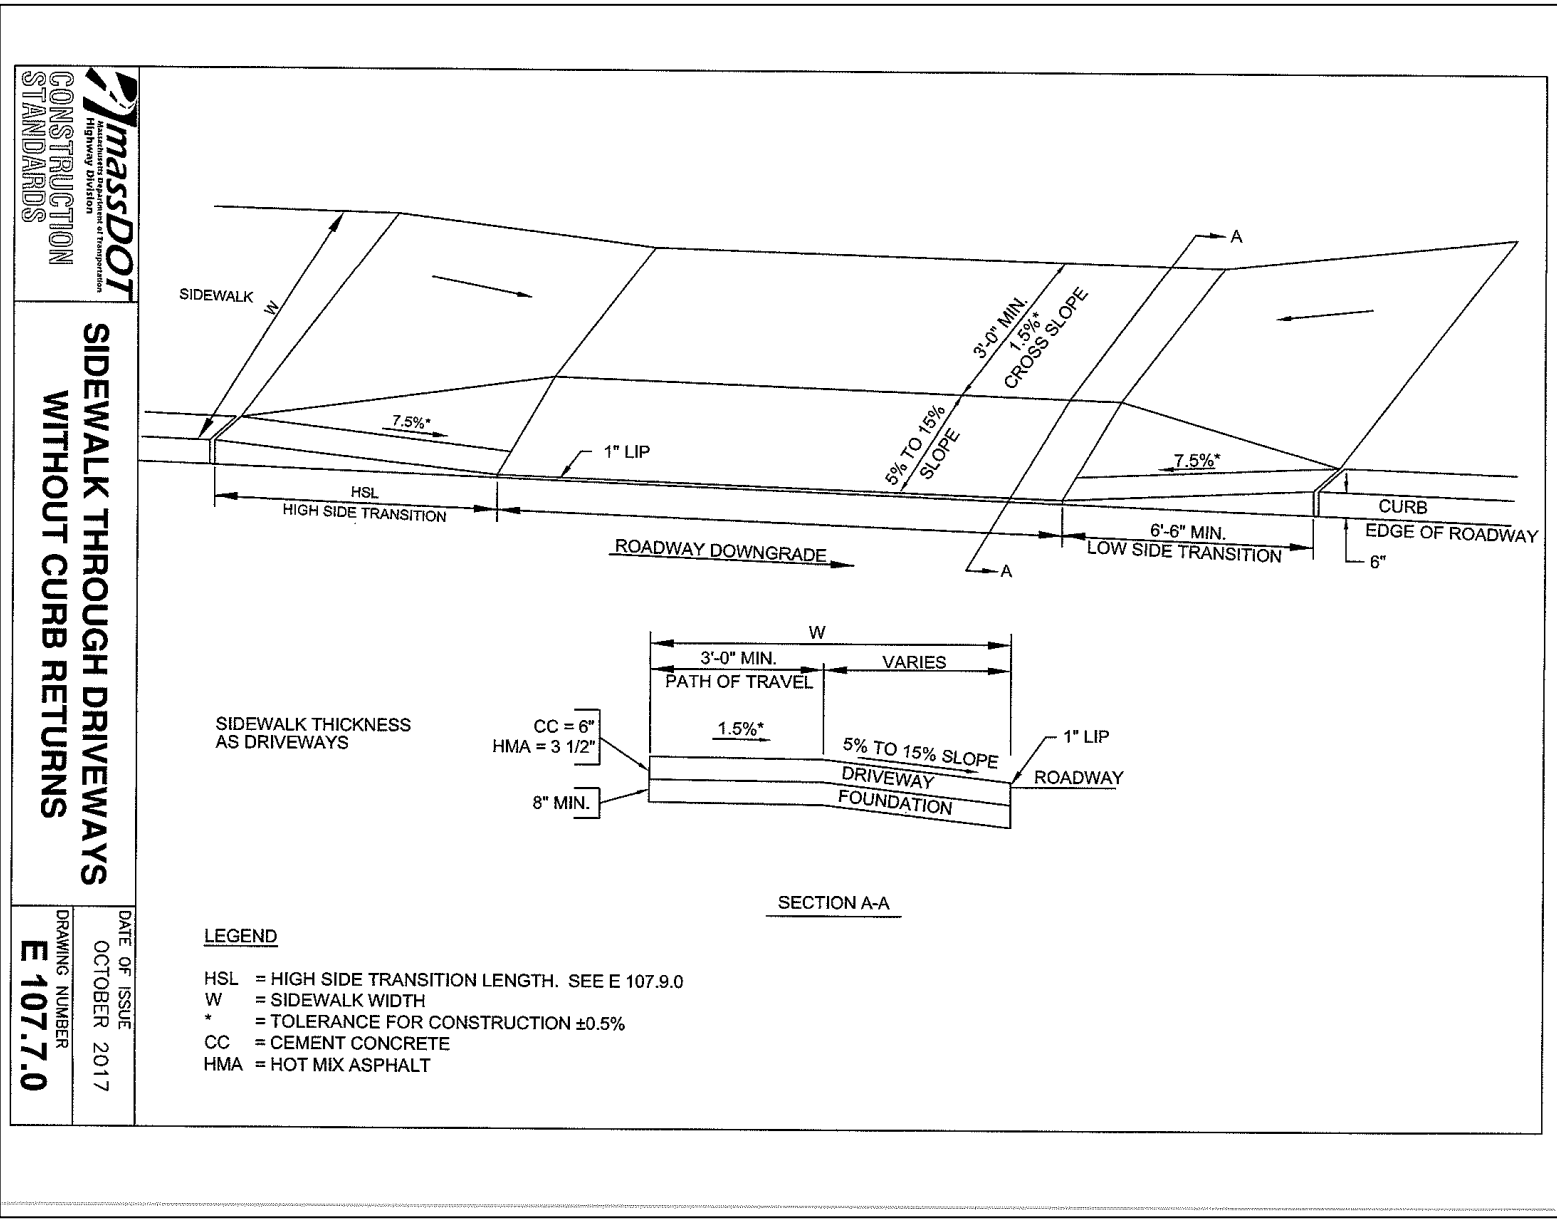 massDOT
Massachusetts Department of Transportation
Highway Division
CONSTRUCTION
STANDARDS
SIDEWALK THROUGH DRIVEWAYS
WITHOUT CURB RETURNS
DATE OF ISSUE
OCTOBER 2017
DRAWING NUMBER
E 107.7.0
A
SIDEWALK
W
3'-0" MIN.
1.5%*
CROSS SLOPE
7.5%*
1" LIP
5% TO 15%
SLOPE
7.5%*
HSL
HIGH SIDE TRANSITION
CURB
EDGE OF ROADWAY
6'-6" MIN.
LOW SIDE TRANSITION
6"
ROADWAY DOWNGRADE
A
W
3'-0" MIN.
VARIES
PATH OF TRAVEL
SIDEWALK THICKNESS
AS DRIVEWAYS
CC = 6"
HMA = 3 1/2"
1.5%*
5% TO 15% SLOPE
1" LIP
DRIVEWAY
ROADWAY
8" MIN.
FOUNDATION
SECTION A-A
LEGEND
HSL = HIGH SIDE TRANSITION LENGTH. SEE E 107.9.0
W = SIDEWALK WIDTH
* = TOLERANCE FOR CONSTRUCTION ±0.5%
CC = CEMENT CONCRETE
HMA = HOT MIX ASPHALT